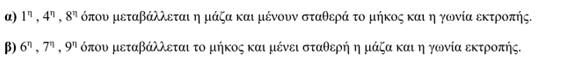 α) 1η , 4η , 8η όπου μεταβάλλεται η μάζα και μένουν σταθερά το μήκος και η γωνία εκτροπής.
β) 6η , 7η , 9η όπου μεταβάλλεται το μήκος και μένει σταθερή η μάζα και η γωνία εκτροπής.